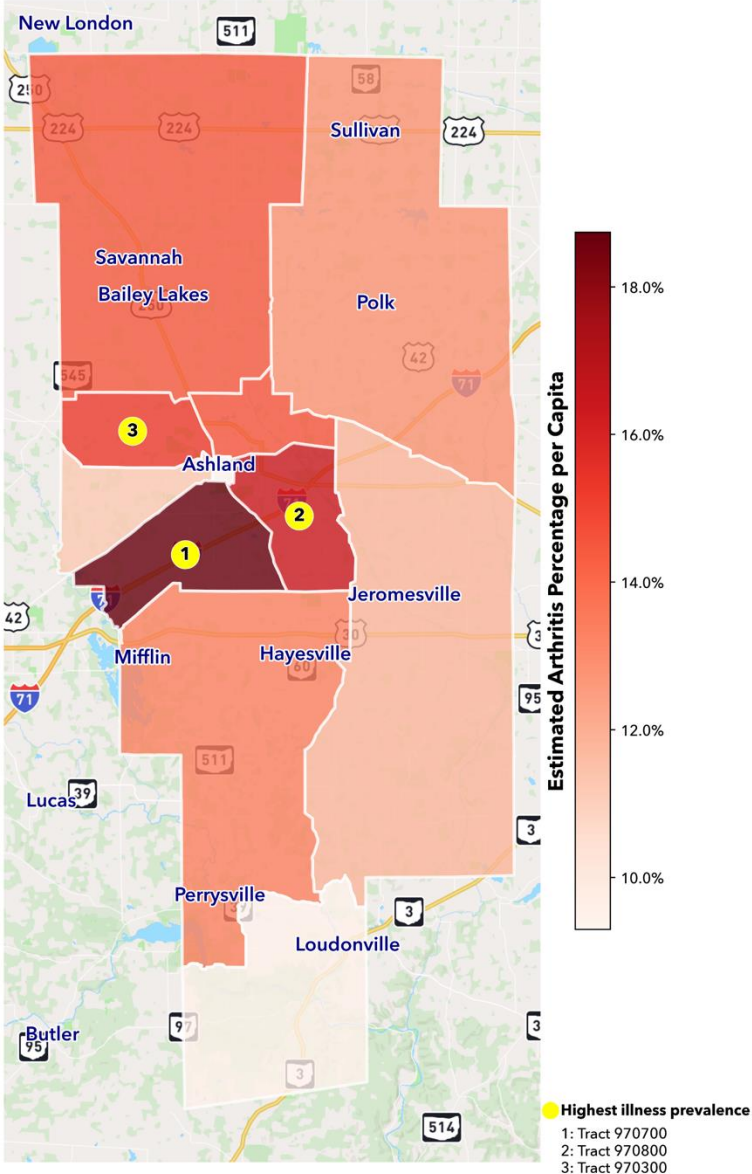 New London
511
250
58
224
224
Sullivan
224
Savannah
Bailey Lakes
250
Polk
18.0%
42
545
71
3
16.0%
Ashland
2
1
14.0%
Jeromesville
42
30
Mifflin
Hayesville
60
71
95
12.0%
511
Lucas
39
3
10.0%
Perrysville
39
3
Loudonville
97
3
Butler
95
3
514
Estimated Arthritis Percentage per Capita
Highest illness prevalence
1: Tract 970700
2: Tract 970800
3: Tract 970300